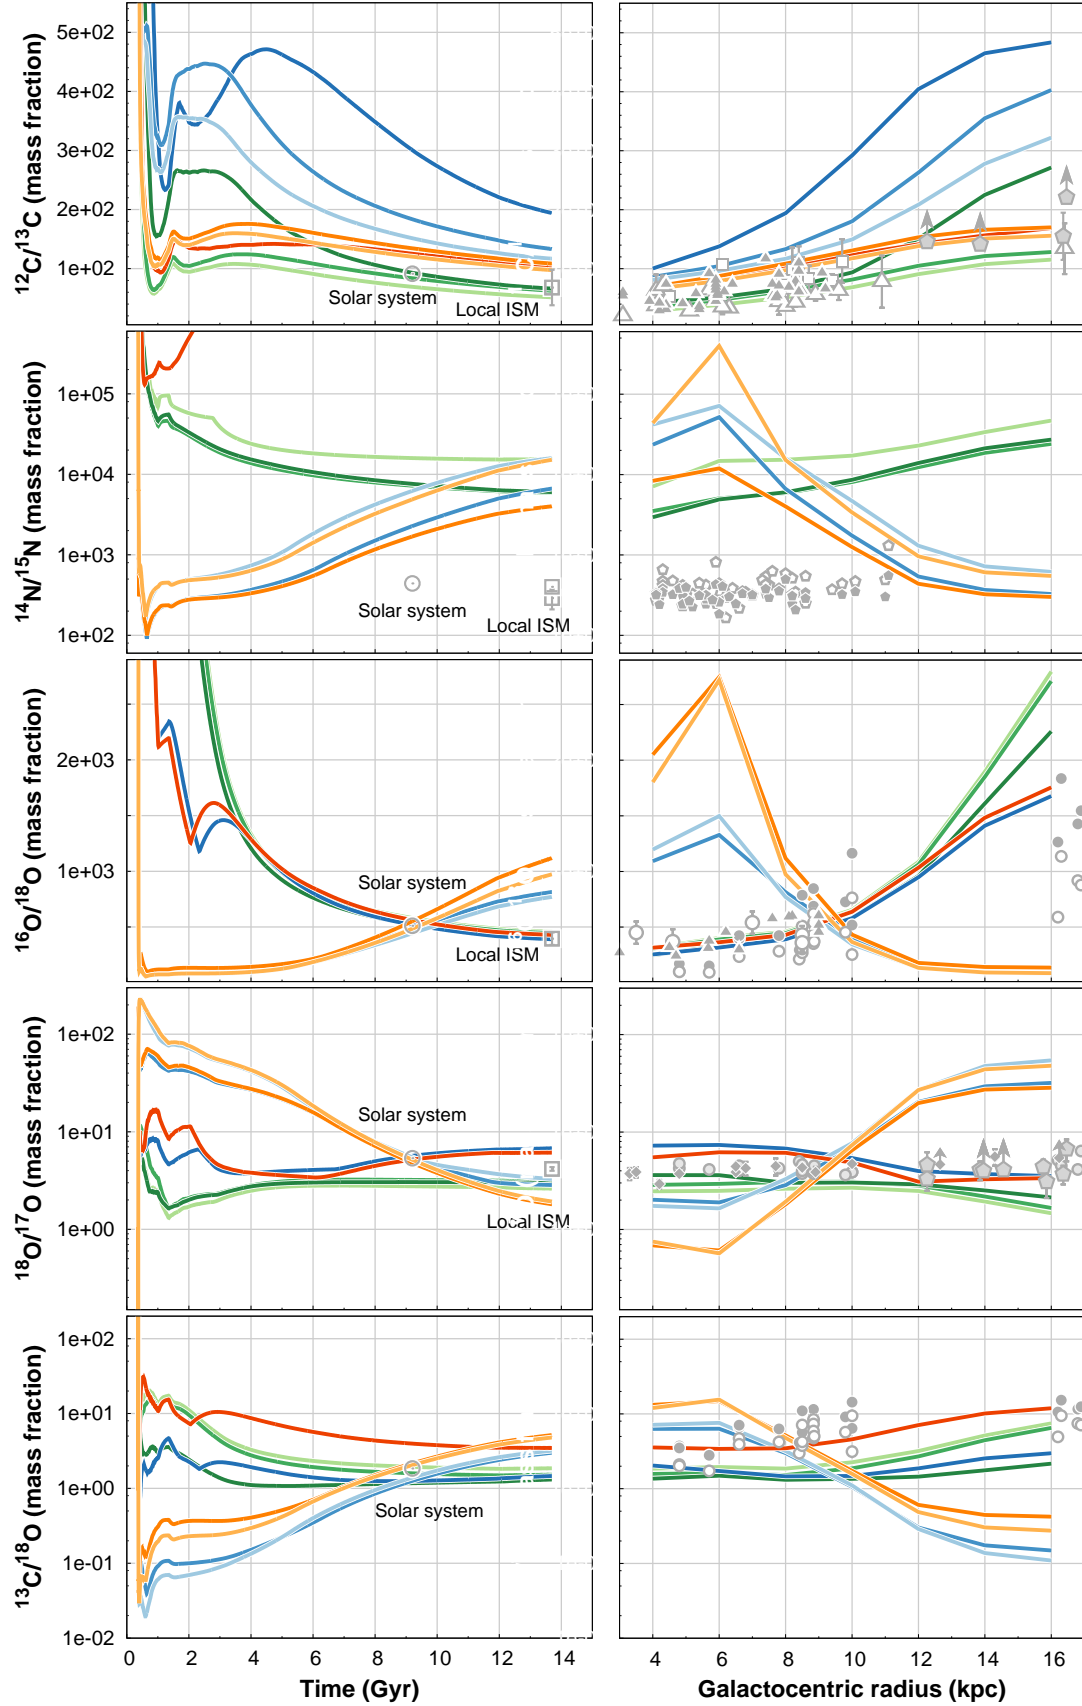 ¹²C/¹³C (mass fraction)
5e+02
4e+02
3e+02
2e+02
1e+02
Solar system
Local ISM
¹⁴N/¹⁵N (mass fraction)
1e+05
1e+04
1e+03
1e+02
Solar system
Local ISM
¹⁶O/¹⁸O (mass fraction)
2e+03
1e+03
Solar system
Local ISM
¹⁸O/¹⁷O (mass fraction)
1e+02
1e+01
1e+00
Solar system
Local ISM
¹³C/¹⁸O (mass fraction)
1e+02
1e+01
1e+00
1e-01
1e-02
Solar system
0 2 4 6 8 10 12 14
4 6 8 10 12 14 16
Time (Gyr)
Galactocentric radius (kpc)